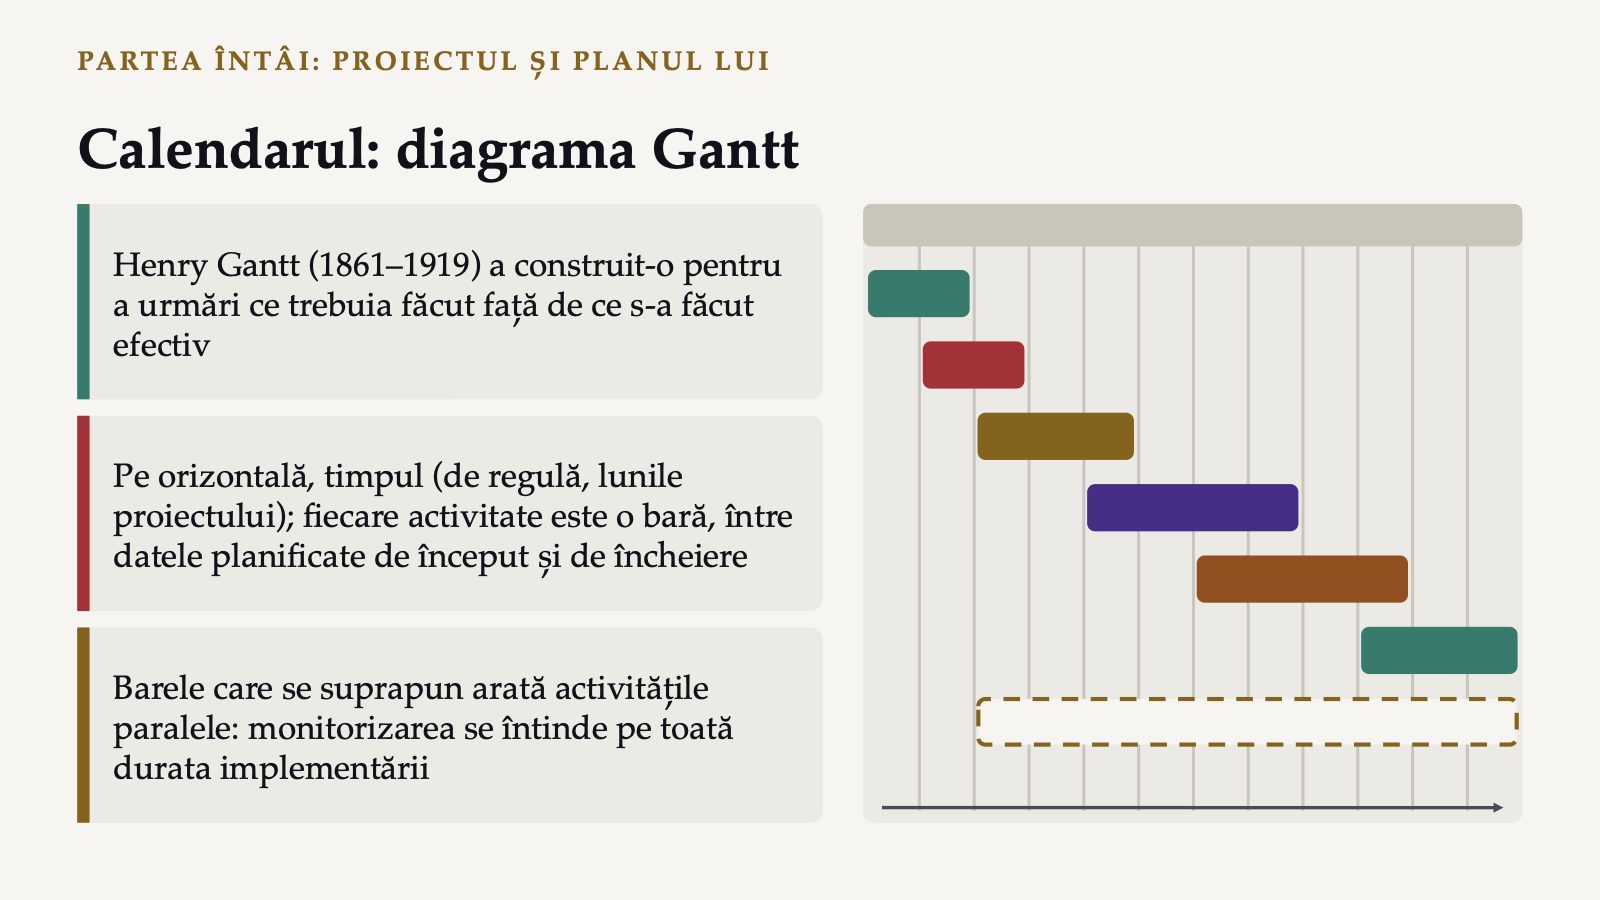 PARTEA ÎNTÂI: PROIECTUL ȘI PLANUL LUI
Calendarul: diagrama Gantt
Henry Gantt (1861–1919) a construit-o pentru
a urmări ce trebuia făcut față de ce s-a făcut
efectiv
Pe orizontală, timpul (de regulă, lunile
proiectului); fiecare activitate este o bară, între
datele planificate de început și de încheiere
Barele care se suprapun arată activitățile
paralele: monitorizarea se întinde pe toată
durata implementării